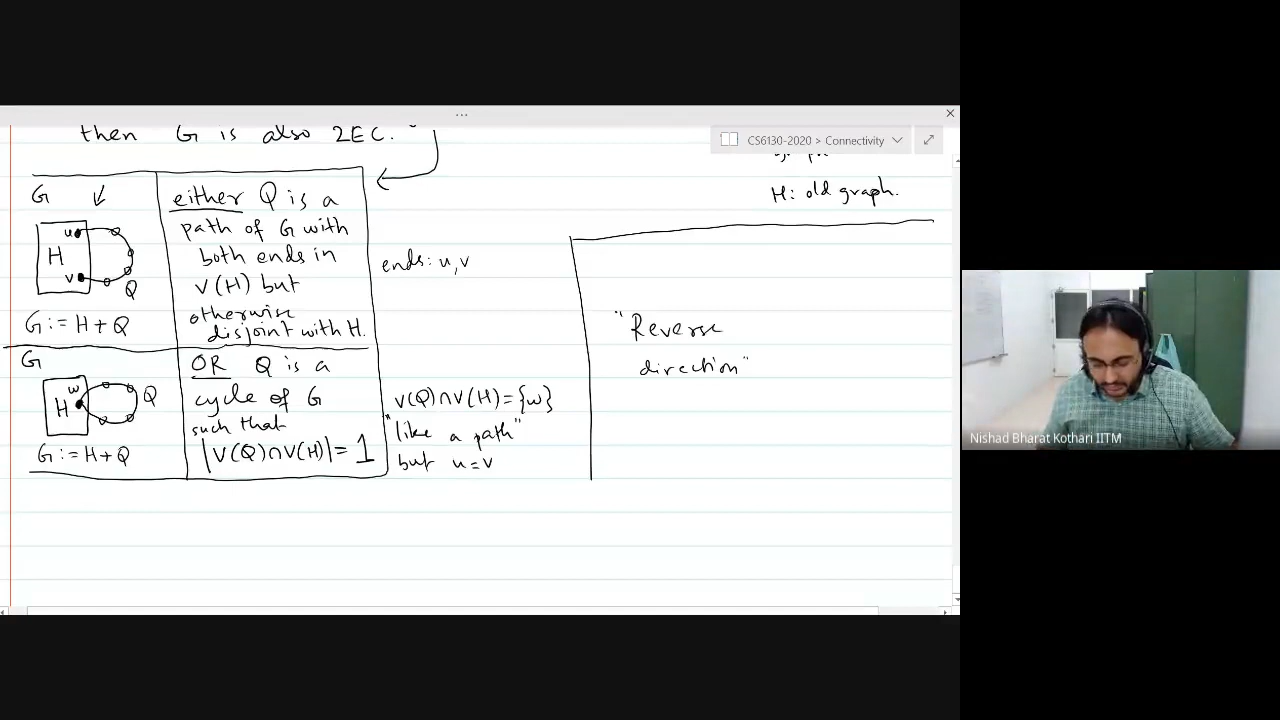 then G is also 2EC.
CS6130-2020 > Connectivity
H: old graph.
G
u
H
v
Q
G := H + Q
either Q is a
path of G with
both ends in
V(H) but
otherwise
disjoint with H.
ends: u, v
G
w
H
Q
G := H + Q
OR Q is a
cycle of G
such that
|V(Q)∩V(H)| = 1
V(Q)∩V(H) = {w}
"like a path"
but u = v
"Reverse
direction"
Nishad Bharat Kothari IITM